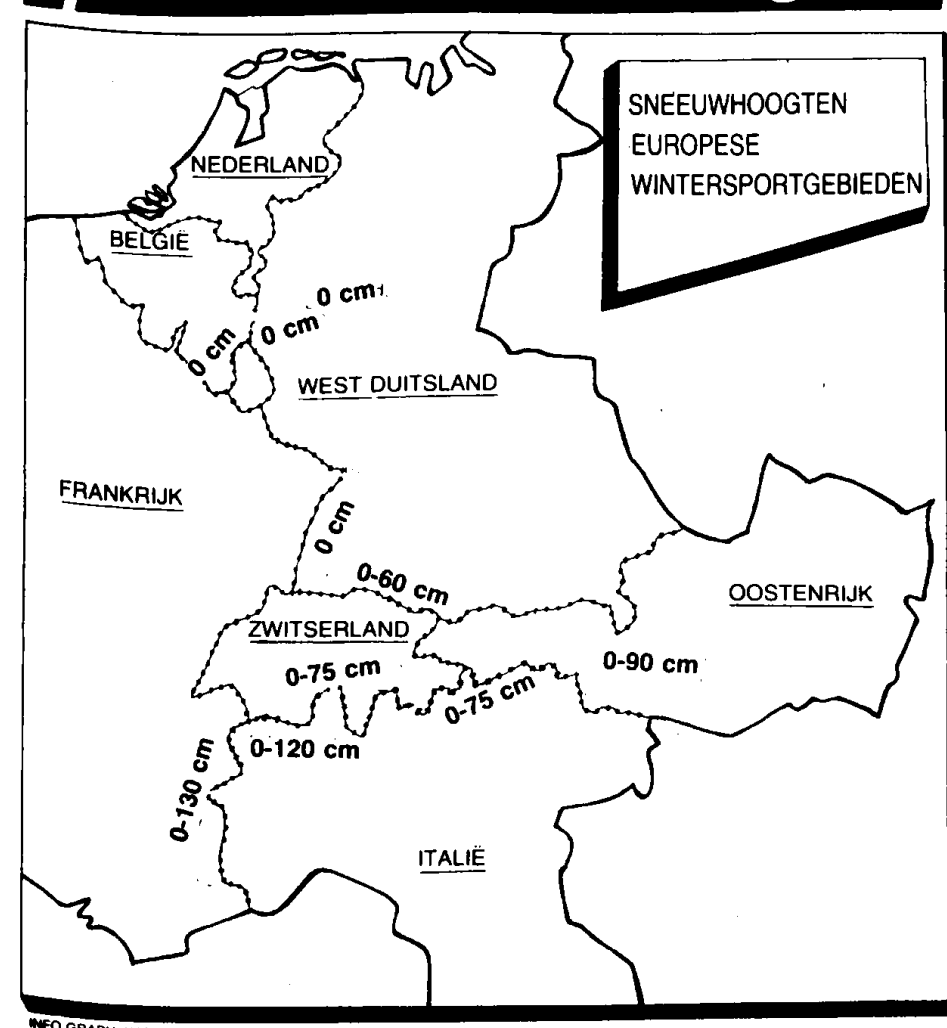 SNEEUWHOOGTEN
EUROPESE
WINTERSPORTGEBIEDEN
NEDERLAND
BELGIË
0 cm
0 cm
0 cm
WEST DUITSLAND
FRANKRIJK
0 cm
0-60 cm
OOSTENRIJK
ZWITSERLAND
0-90 cm
0-75 cm
0-75 cm
0-120 cm
0-130 cm
ITALIË
INFO